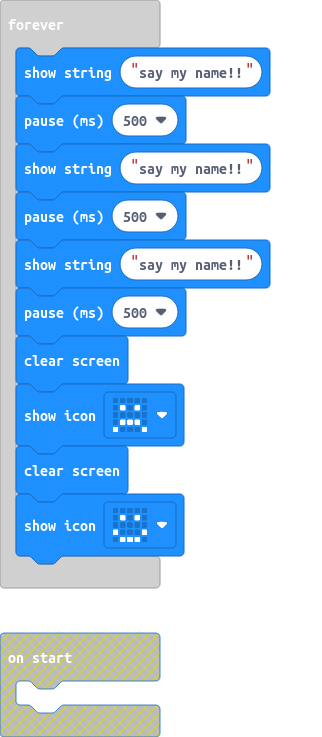 forever
show string "say my name!!"
pause (ms) 500
show string "say my name!!"
pause (ms) 500
show string "say my name!!"
pause (ms) 500
clear screen
show icon
clear screen
show icon
on start